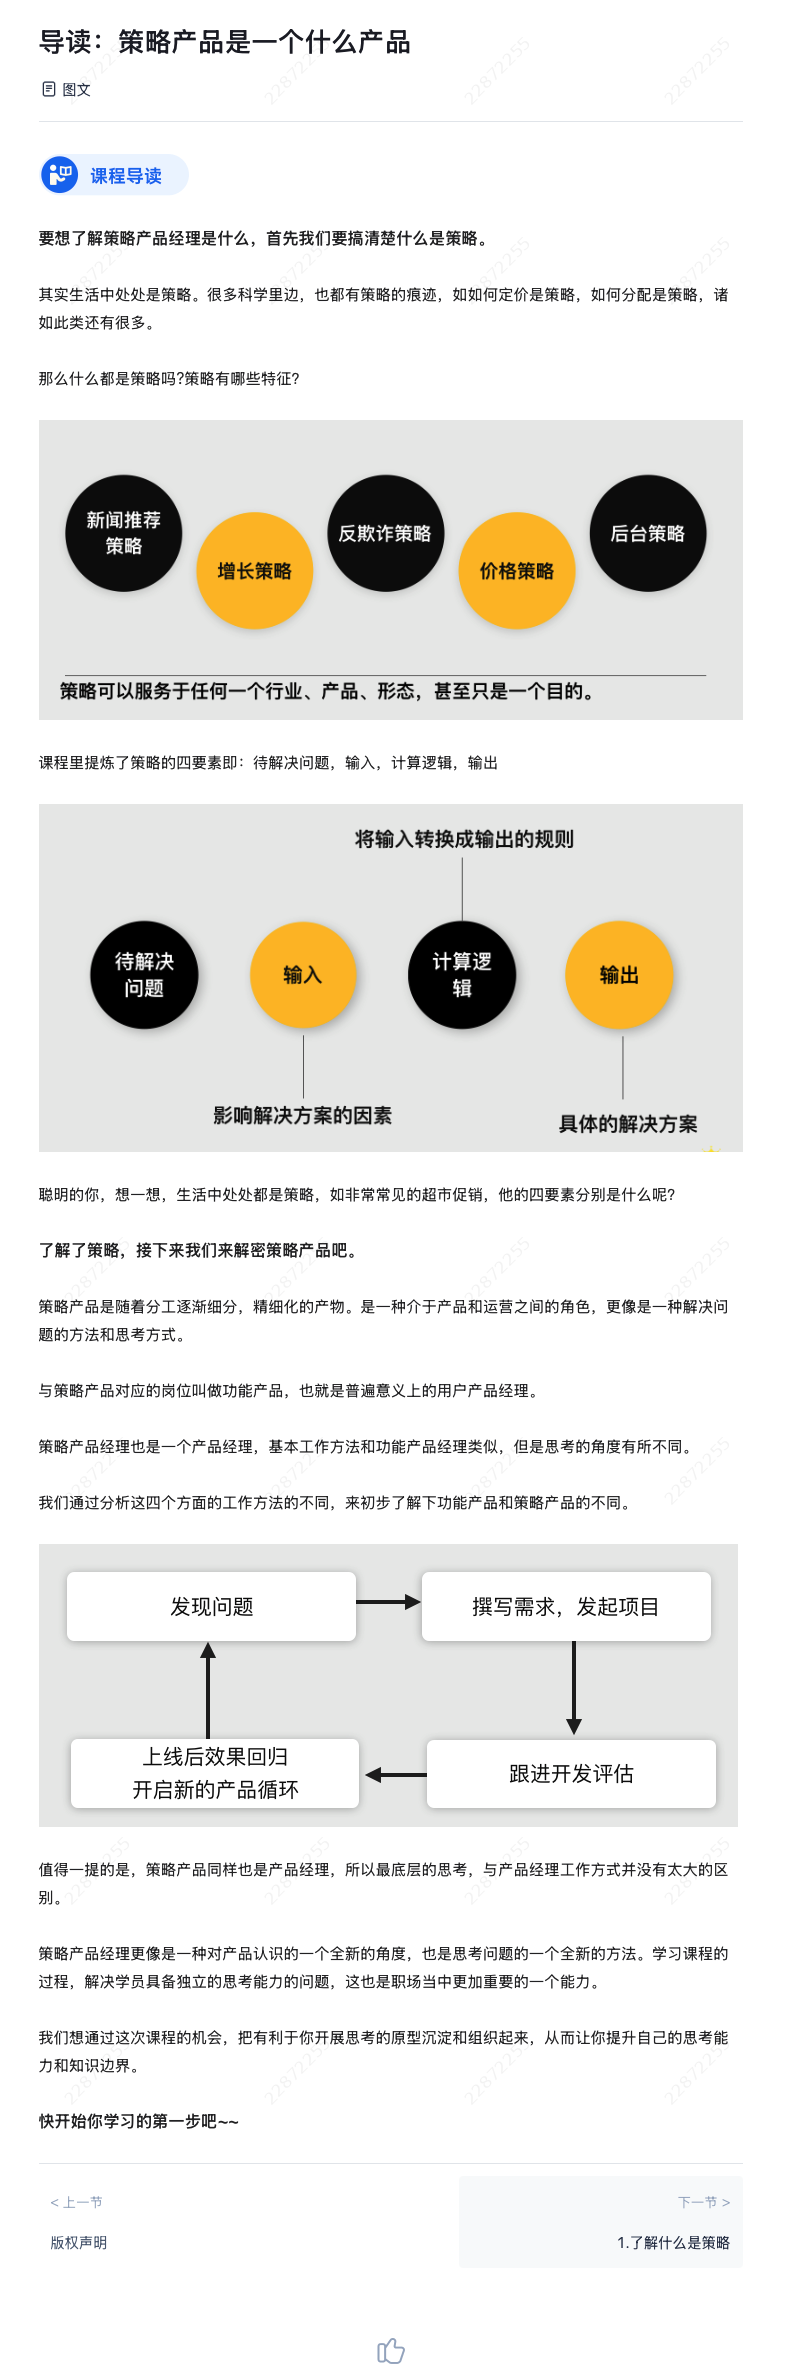 导读：策略产品是一个什么产品
图文
课程导读
要想了解策略产品经理是什么，首先我们要搞清楚什么是策略。
其实生活中处处是策略。很多科学里边，也都有策略的痕迹，如如何定价是策略，如何分配是策略，诸
如此类还有很多。
那么什么都是策略吗?策略有哪些特征?
新闻推荐
策略
增长策略
反欺诈策略
价格策略
后台策略
策略可以服务于任何一个行业、产品、形态，甚至只是一个目的。
课程里提炼了策略的四要素即：待解决问题，输入，计算逻辑，输出
将输入转换成输出的规则
待解决
问题
输入
计算逻
辑
输出
影响解决方案的因素
具体的解决方案
聪明的你，想一想，生活中处处都是策略，如非常常见的超市促销，他的四要素分别是什么呢?
了解了策略，接下来我们来解密策略产品吧。
策略产品是随着分工逐渐细分，精细化的产物。是一种介于产品和运营之间的角色，更像是一种解决问
题的方法和思考方式。
与策略产品对应的岗位叫做功能产品，也就是普遍意义上的用户产品经理。
策略产品经理也是一个产品经理，基本工作方法和功能产品经理类似，但是思考的角度有所不同。
我们通过分析这四个方面的工作方法的不同，来初步了解下功能产品和策略产品的不同。
发现问题
撰写需求，发起项目
上线后效果回归
开启新的产品循环
跟进开发评估
值得一提的是，策略产品同样也是产品经理，所以最底层的思考，与产品经理工作方式并没有太大的区
别。
策略产品经理更像是一种对产品认识的一个全新的角度，也是思考问题的一个全新的方法。学习课程的
过程，解决学员具备独立的思考能力的问题，这也是职场当中更加重要的一个能力。
我们想通过这次课程的机会，把有利于你开展思考的原型沉淀和组织起来，从而让你提升自己的思考能
力和知识边界。
快开始你学习的第一步吧~~
< 上一节
下一节 >
版权声明
1.了解什么是策略
22872255